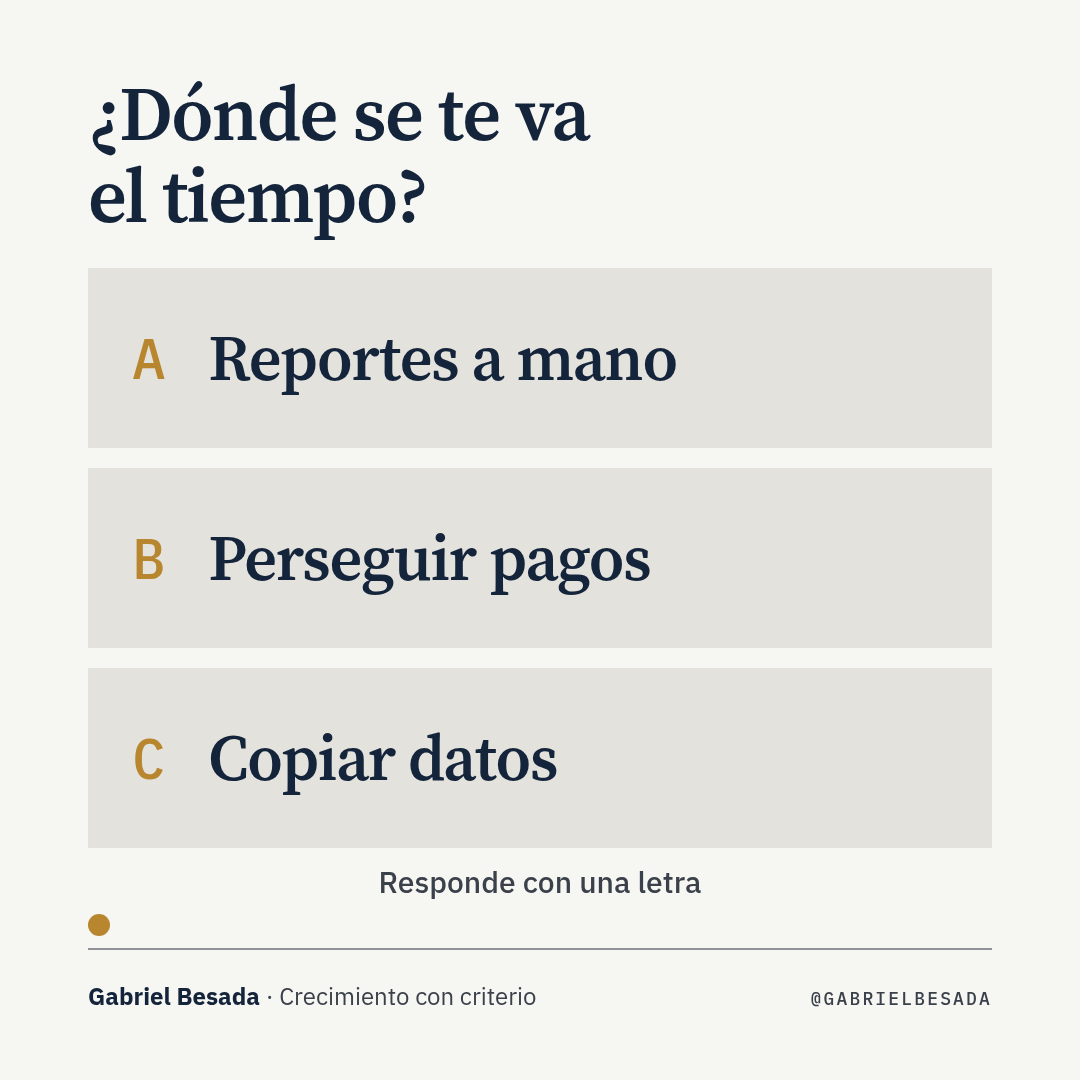 ¿Dónde se te va
el tiempo?
A Reportes a mano
B Perseguir pagos
C Copiar datos
Responde con una letra
Gabriel Besada · Crecimiento con criterio
@GABRIELBESADA